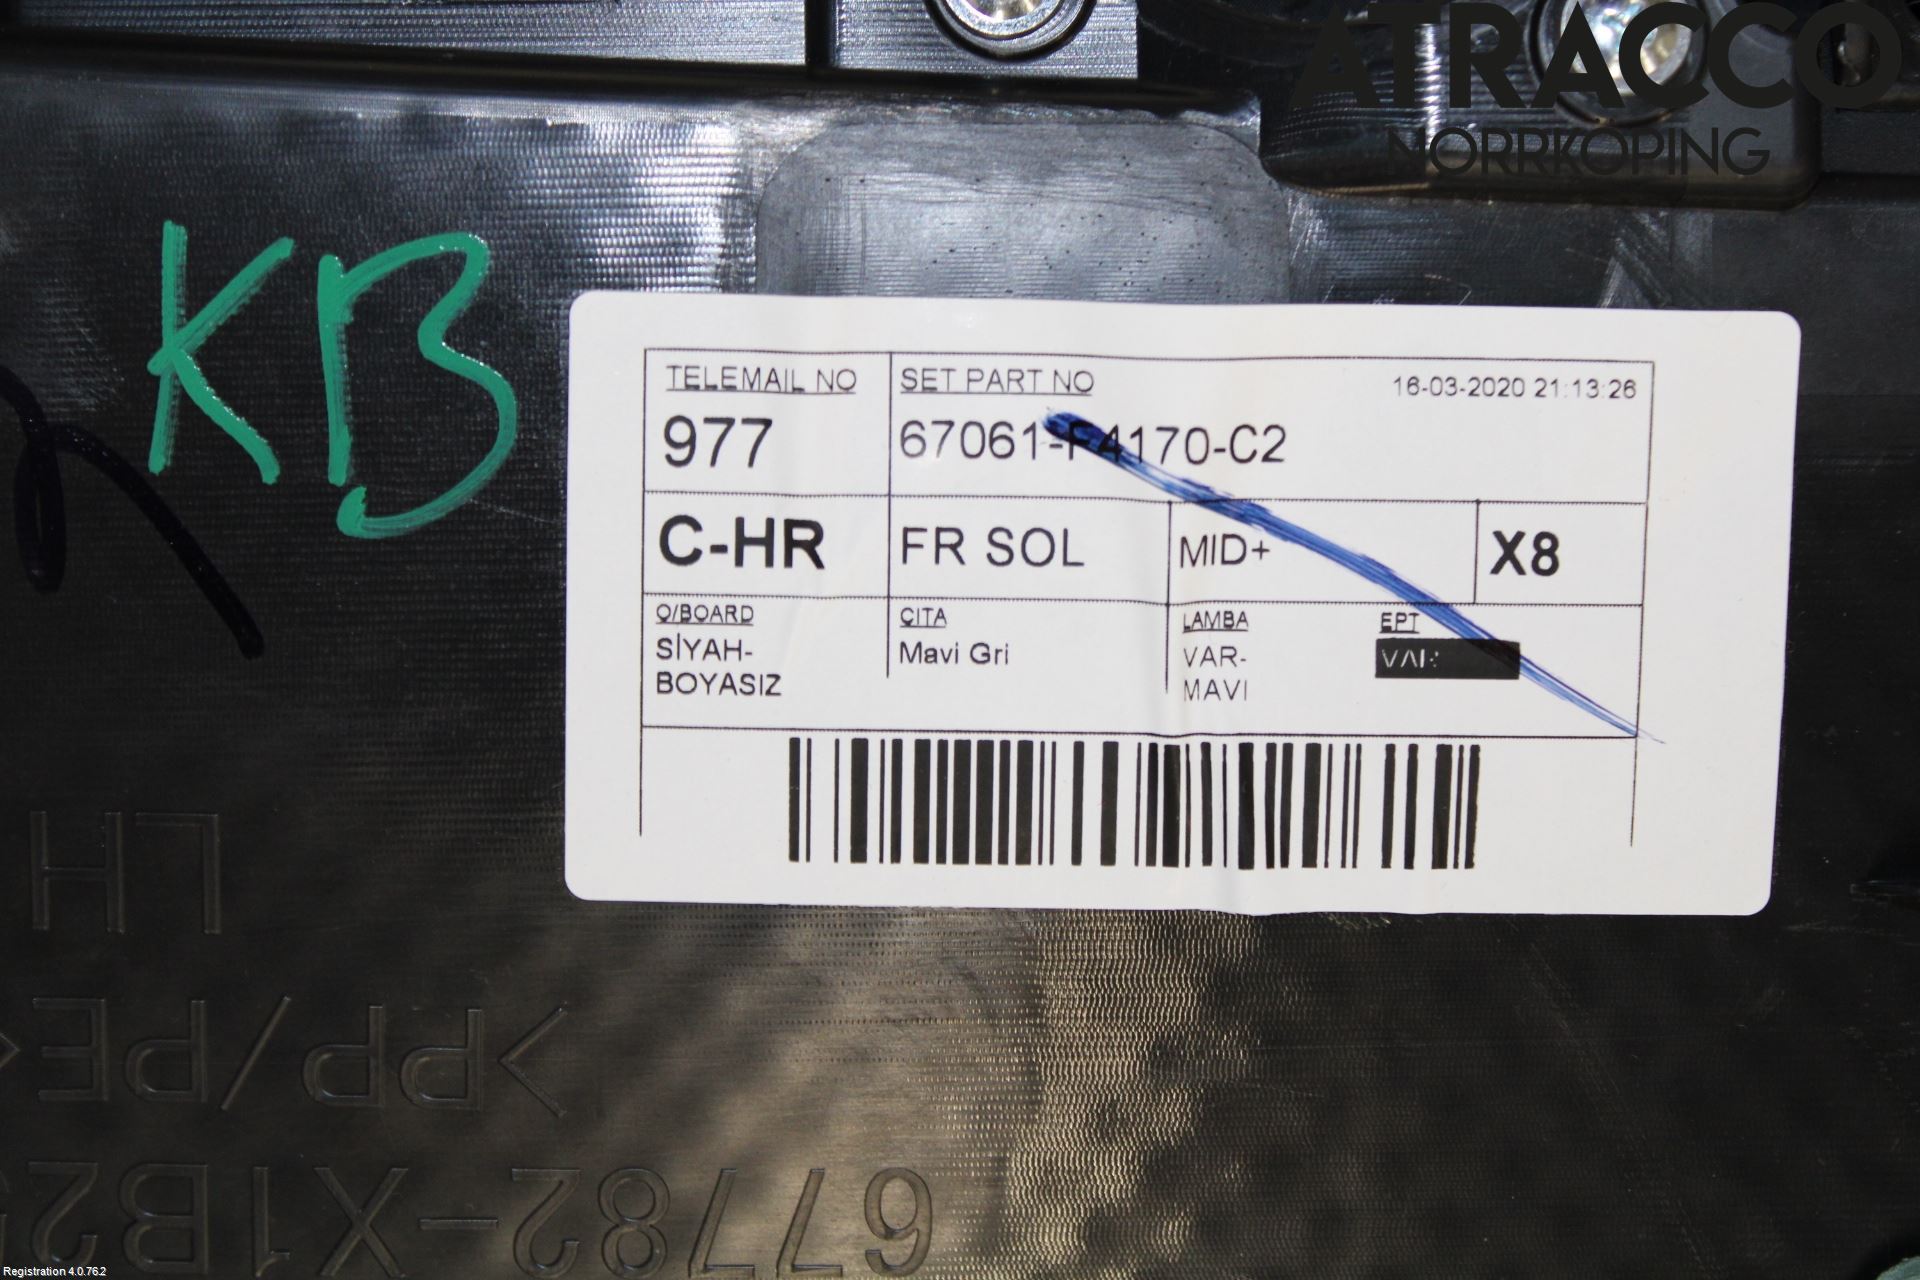 ATRACCO
NORRKÖPING
KB
TELEMAIL NO
977
SET PART NO
16-03-2020 21:13:26
67061-F4170-C2
C-HR
FR SOL
MID+
X8
O/BOARD
SİYAH-
BOYASIZ
CITA
Mavi Gri
LAMBA
VAR-
MAVI
EPT
VAR
LH
>PP/PE<
67782-X1B2
Registration 4.0.76.2